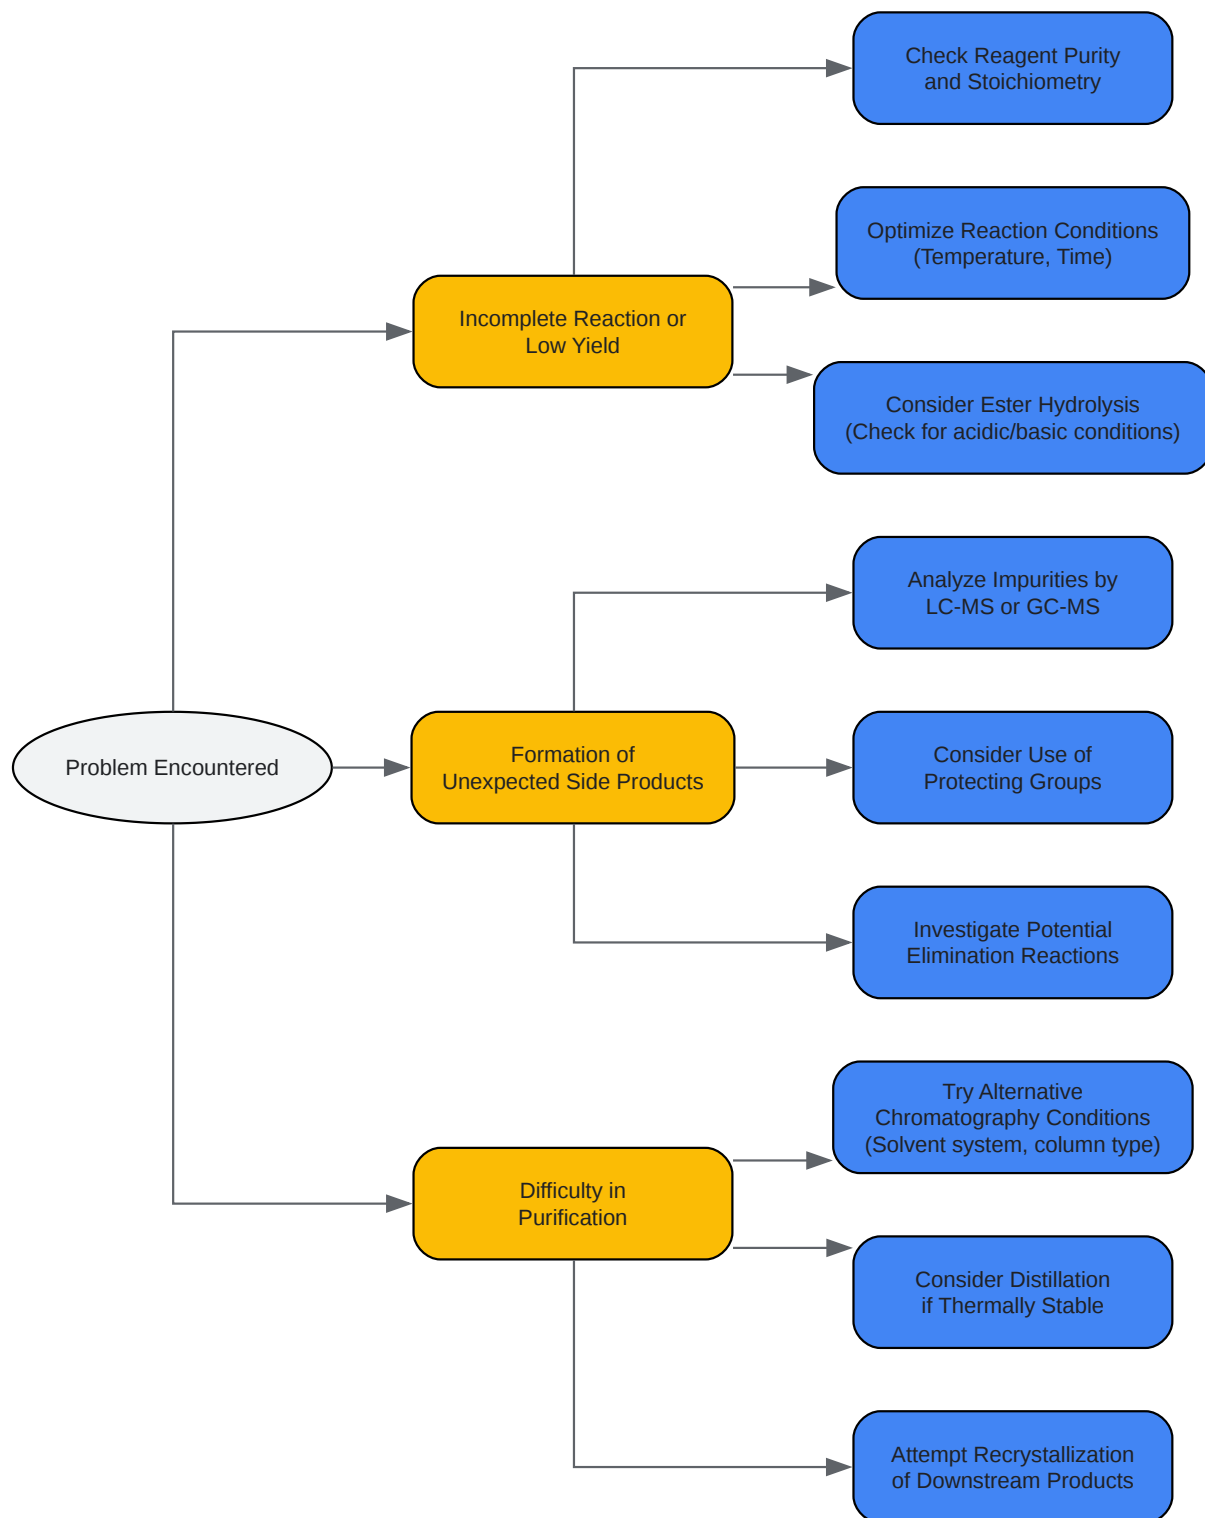 Check Reagent Purity
and Stoichiometry
Optimize Reaction Conditions
(Temperature, Time)
Incomplete Reaction or
Low Yield
Consider Ester Hydrolysis
(Check for acidic/basic conditions)
Analyze Impurities by
LC-MS or GC-MS
Problem Encountered
Formation of
Unexpected Side Products
Consider Use of
Protecting Groups
Investigate Potential
Elimination Reactions
Try Alternative
Chromatography Conditions
(Solvent system, column type)
Difficulty in
Purification
Consider Distillation
if Thermally Stable
Attempt Recrystallization
of Downstream Products